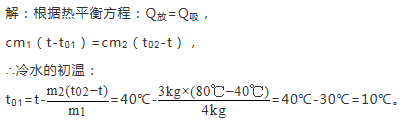 解：根据热平衡方程：Q放=Q吸，
cm₁（t-t₀₁）=cm₂（t₀₂-t），
∴冷水的初温：
t₀₁=t-m₂(t₀₂−t)/m₁=40℃-3kg×(80℃−40℃)/4kg=40℃-30℃=10℃。